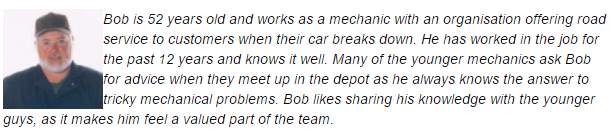 Bob is 52 years old and works as a mechanic with an organisation offering road
service to customers when their car breaks down. He has worked in the job for
the past 12 years and knows it well. Many of the younger mechanics ask Bob
for advice when they meet up in the depot as he always knows the answer to
tricky mechanical problems. Bob likes sharing his knowledge with the younger
guys, as it makes him feel a valued part of the team.